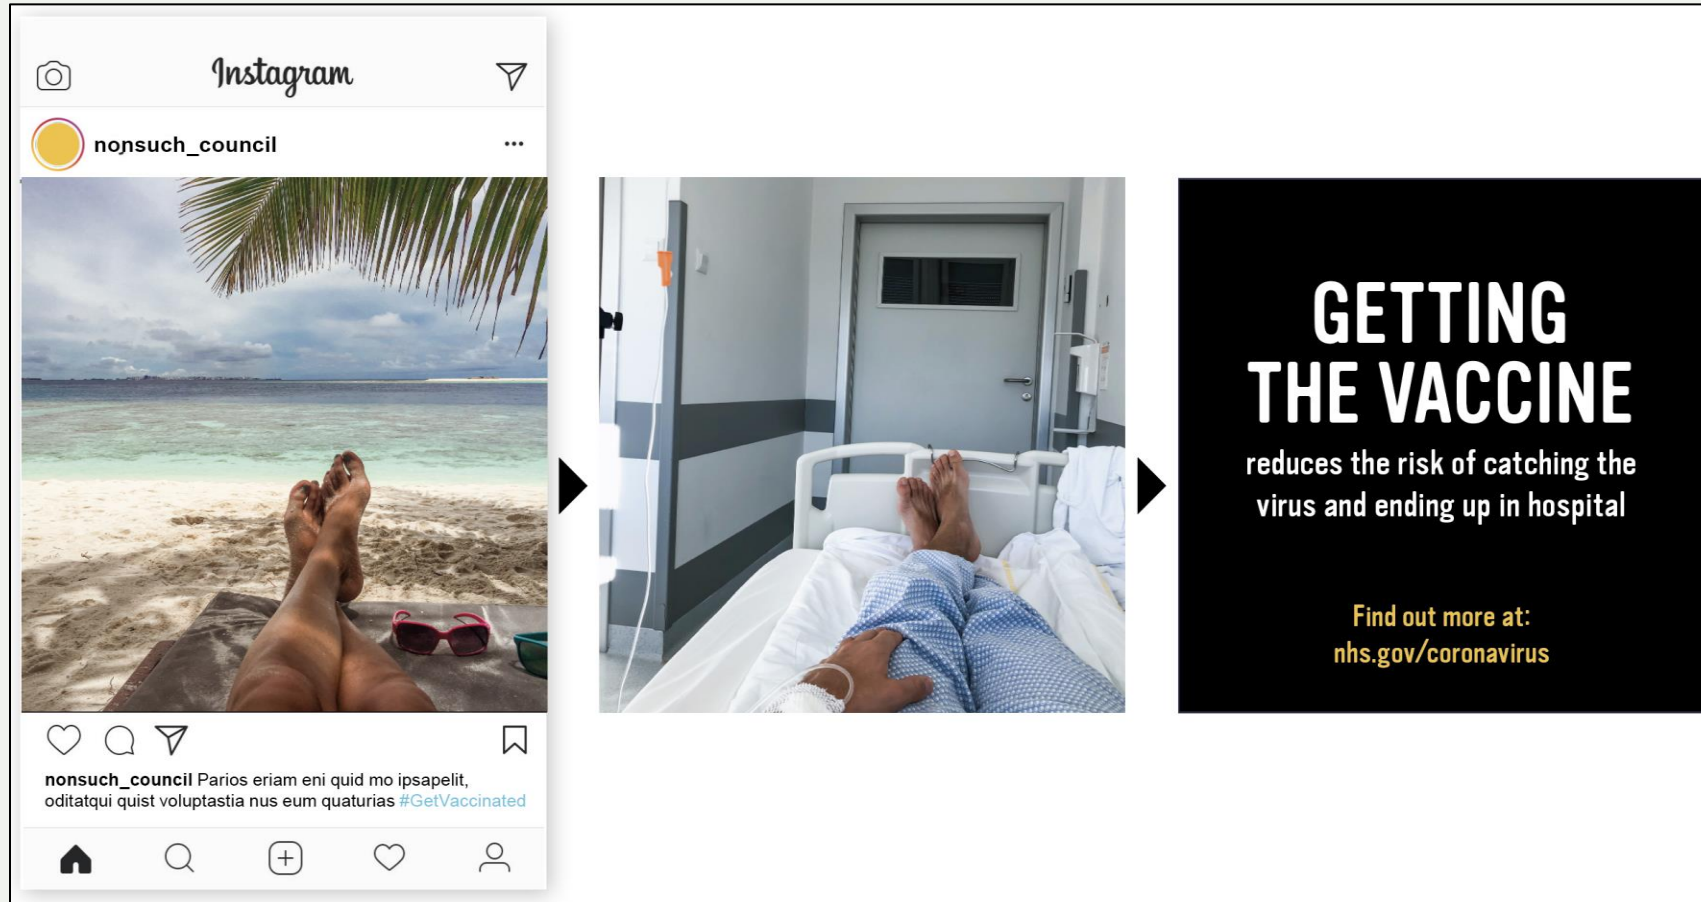 Instagram
nonsuch_council
nonsuch_council Parios eriam eni quid mo ipsapelit,
oditatqui quist voluptastia nus eum quaturias #GetVaccinated
GETTING
THE VACCINE
reduces the risk of catching the
virus and ending up in hospital
Find out more at:
nhs.gov/coronavirus